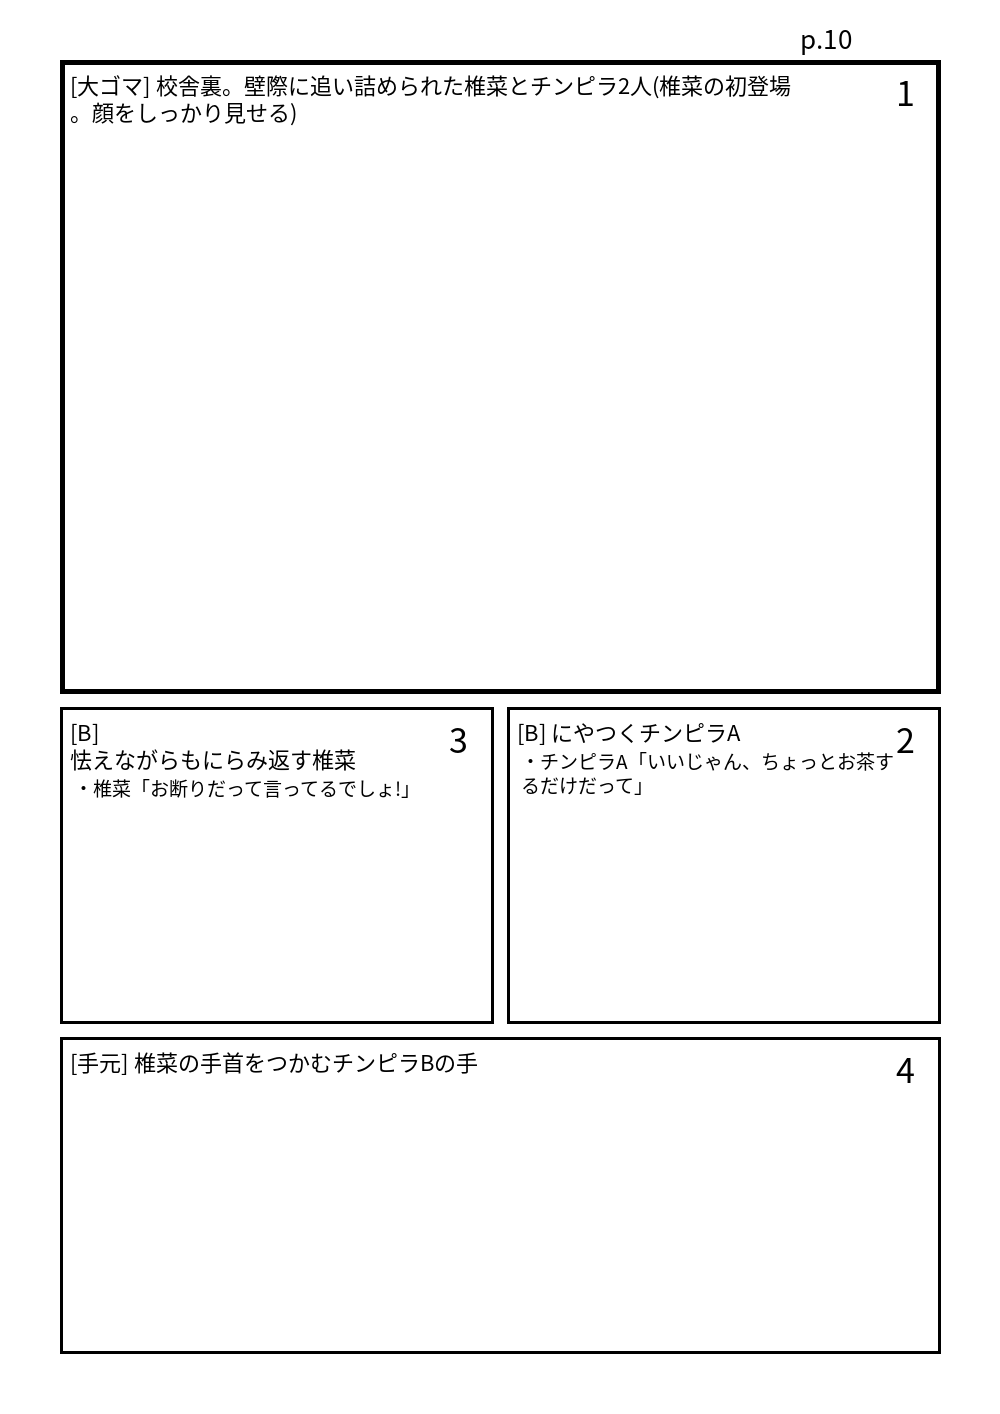 p.10
[大ゴマ] 校舎裏。壁際に追い詰められた椎菜とチンピラ2人(椎菜の初登場
。顔をしっかり見せる)
1
[B] にやつくチンピラA
・チンピラA「いいじゃん、ちょっとお茶す
るだけだって」
2
[B]
怯えながらもにらみ返す椎菜
・椎菜「お断りだって言ってるでしょ!」
3
[手元] 椎菜の手首をつかむチンピラBの手
4